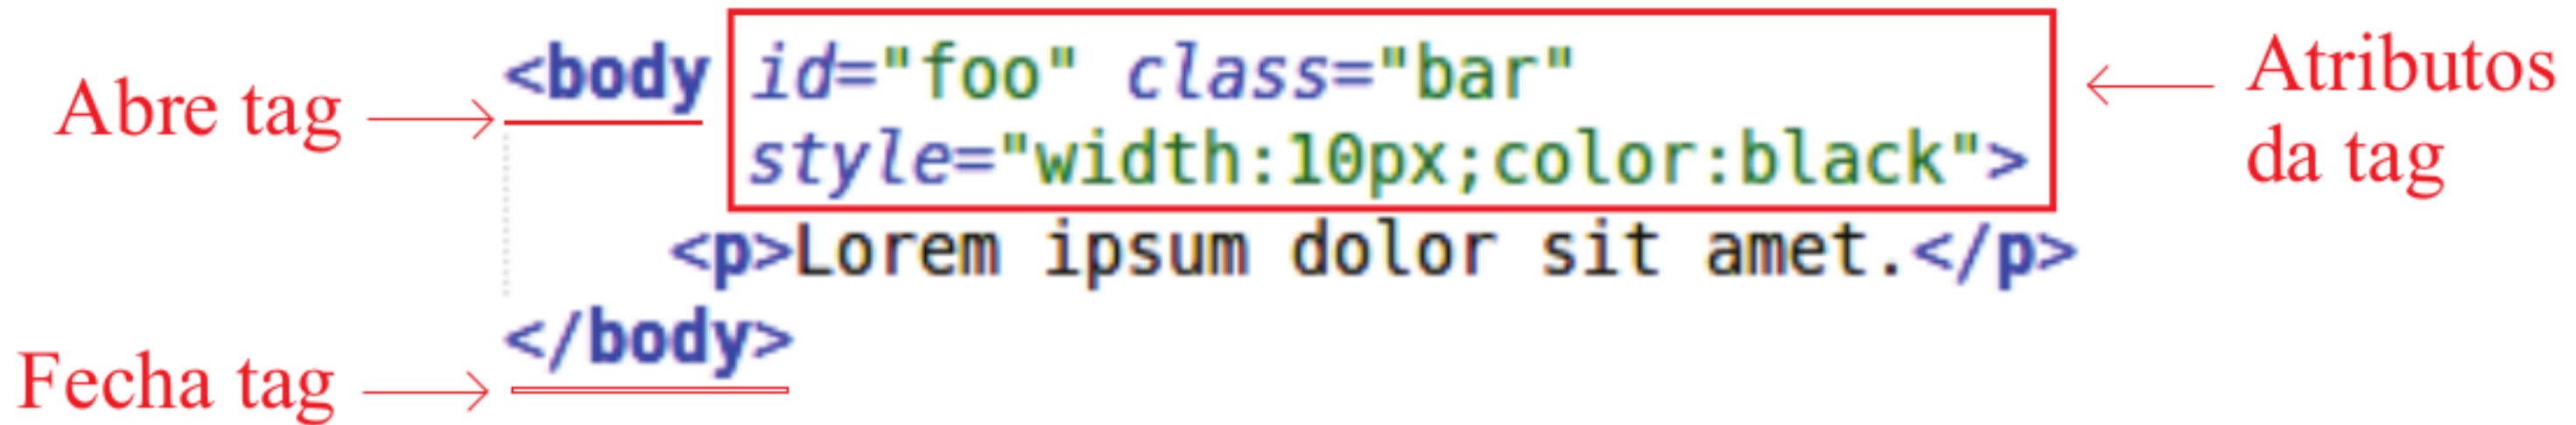 <body id="foo" class="bar"
Abre tag
style="width:10px;color:black">
Atributos
da tag
<p>Lorem ipsum dolor sit amet.</p>
</body>
Fecha tag